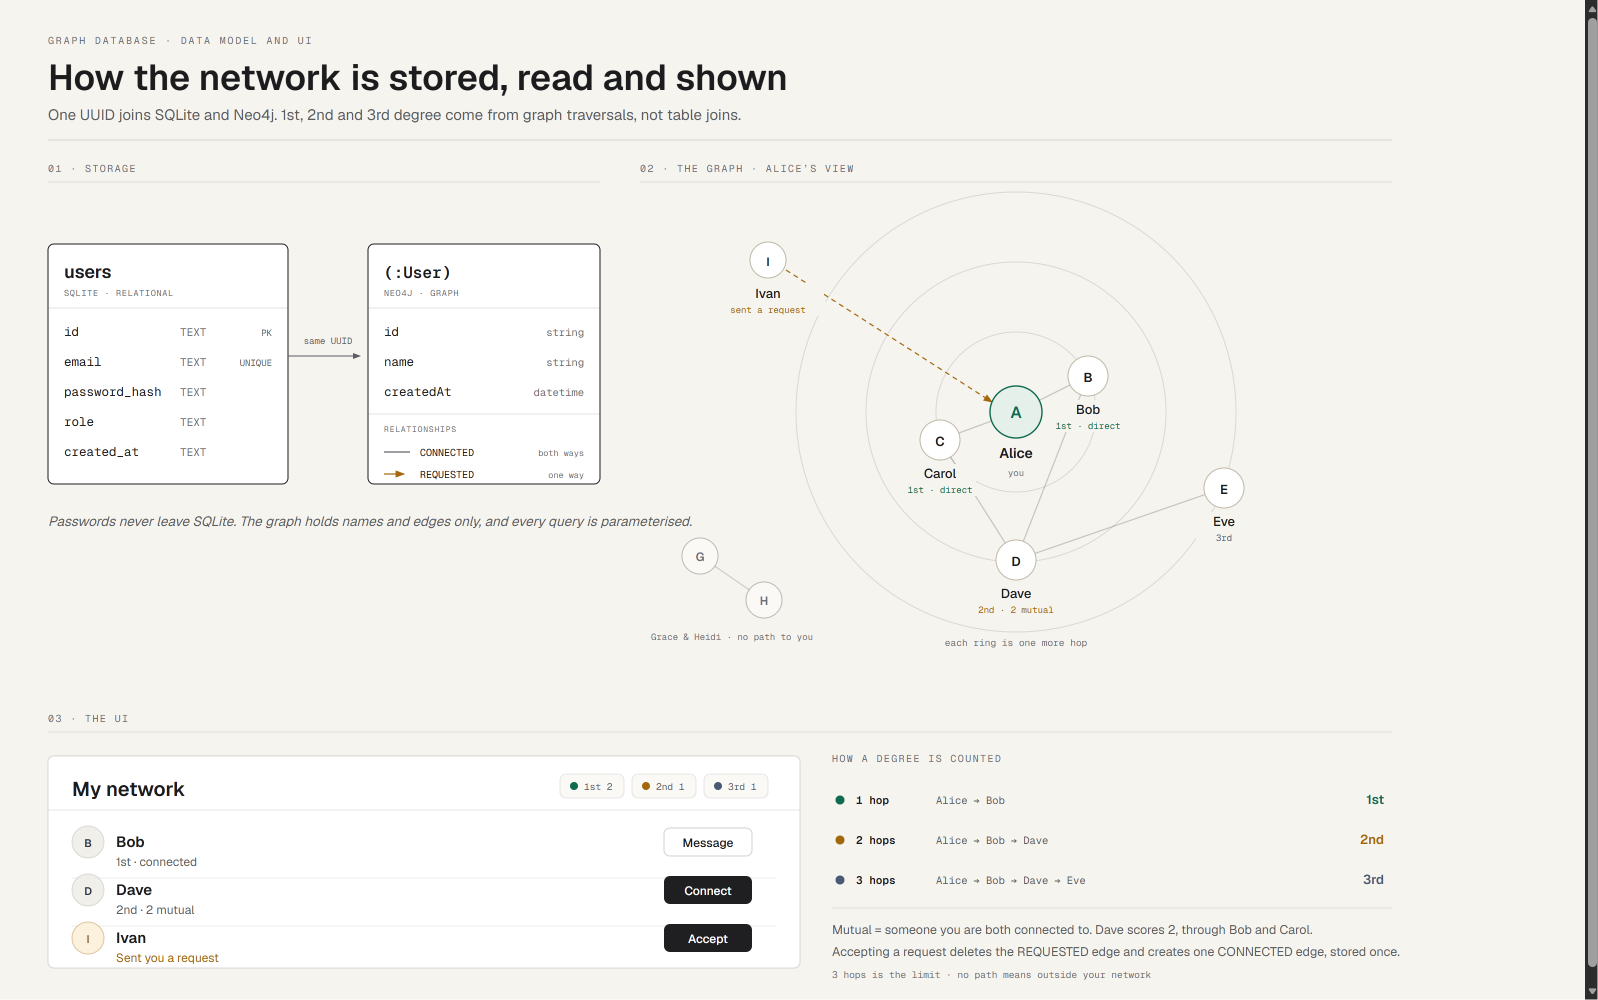 GRAPH DATABASE · DATA MODEL AND UI
How the network is stored, read and shown
One UUID joins SQLite and Neo4j. 1st, 2nd and 3rd degree come from graph traversals, not table joins.
01 · STORAGE
users
SQLITE · RELATIONAL
id TEXT PK
email TEXT UNIQUE
password_hash TEXT
role TEXT
created_at TEXT
same UUID
(:User)
NEO4J · GRAPH
id string
name string
createdAt datetime
RELATIONSHIPS
CONNECTED both ways
REQUESTED one way
Passwords never leave SQLite. The graph holds names and edges only, and every query is parameterised.
02 · THE GRAPH · ALICE'S VIEW
I
Ivan
sent a request
B
Bob
1st · direct
A
Alice
you
C
Carol
1st · direct
E
Eve
3rd
D
Dave
2nd · 2 mutual
G
H
Grace & Heidi · no path to you
each ring is one more hop
03 · THE UI
My network
1st 2
2nd 1
3rd 1
B
Bob
1st · connected
Message
D
Dave
2nd · 2 mutual
Connect
I
Ivan
Sent you a request
Accept
HOW A DEGREE IS COUNTED
1 hop Alice → Bob 1st
2 hops Alice → Bob → Dave 2nd
3 hops Alice → Bob → Dave → Eve 3rd
Mutual = someone you are both connected to. Dave scores 2, through Bob and Carol.
Accepting a request deletes the REQUESTED edge and creates one CONNECTED edge, stored once.
3 hops is the limit · no path means outside your network